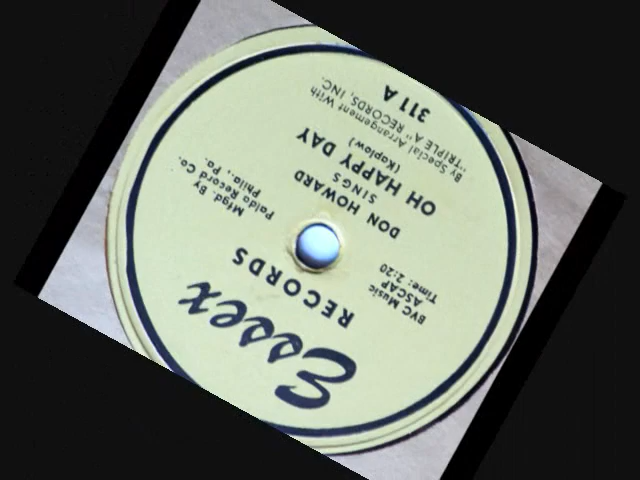 Essex
RECORDS
BVC Music
ASCAP
Time: 2:20
Mfgd. By
Palda Record Co.
Phila., Pa.
DON HOWARD
SINGS
OH HAPPY DAY
(Koplow)
By Special Arrangement With
"TRIPLE A" RECORDS, INC.
311 A